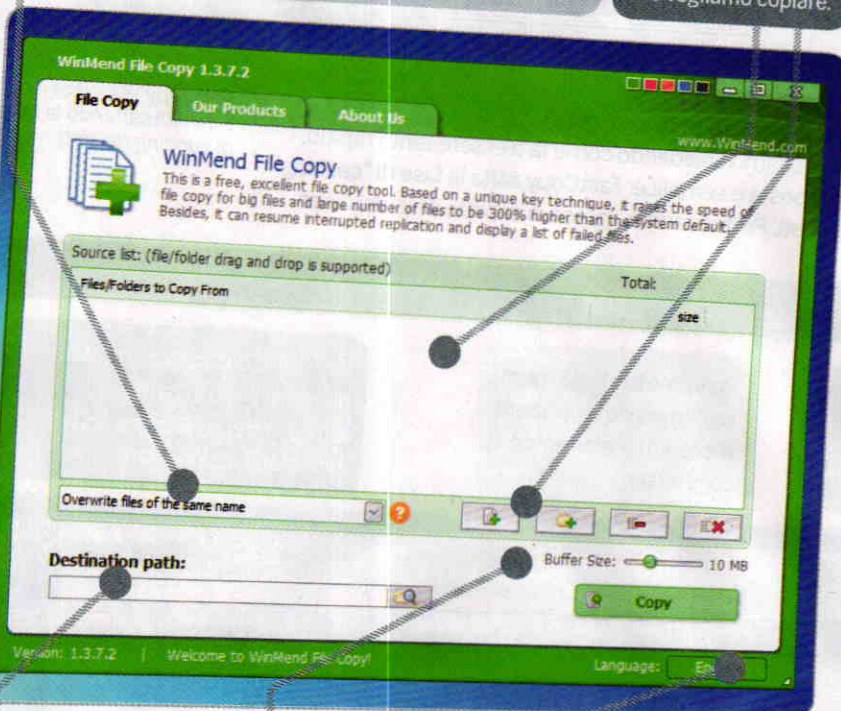 copiare.
WinMend File Copy 1.3.7.2
File Copy
Our Products
About Us
www.WinMend.com
WinMend File Copy
This is a free, excellent file copy tool. Based on a unique key technique, it raises the speed of
file copy for big files and large number of files to be 300% higher than the system default.
Besides, it can resume interrupted replication and display a list of failed files.
Source list: (file/folder drag and drop is supported)
Total:
Files/Folders to Copy From
size
Overwrite files of the same name
Destination path:
Buffer Size:
10 MB
Copy
Version: 1.3.7.2 | Welcome to WinMend File Copy!
Language: